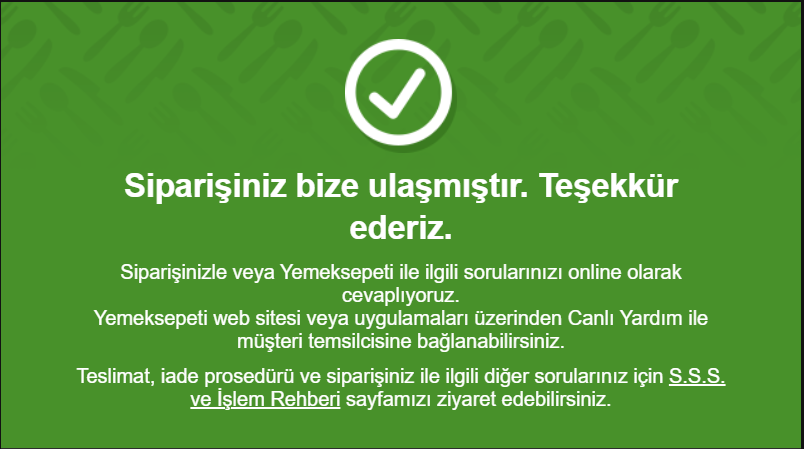 Siparişiniz bize ulaşmıştır. Teşekkür
ederiz.
Siparişinizle veya Yemeksepeti ile ilgili sorularınızı online olarak
cevaplıyoruz.
Yemeksepeti web sitesi veya uygulamaları üzerinden Canlı Yardım ile
müşteri temsilcisine bağlanabilirsiniz.
Teslimat, iade prosedürü ve siparişiniz ile ilgili diğer sorularınız için S.S.S.
ve İşlem Rehberi sayfamızı ziyaret edebilirsiniz.